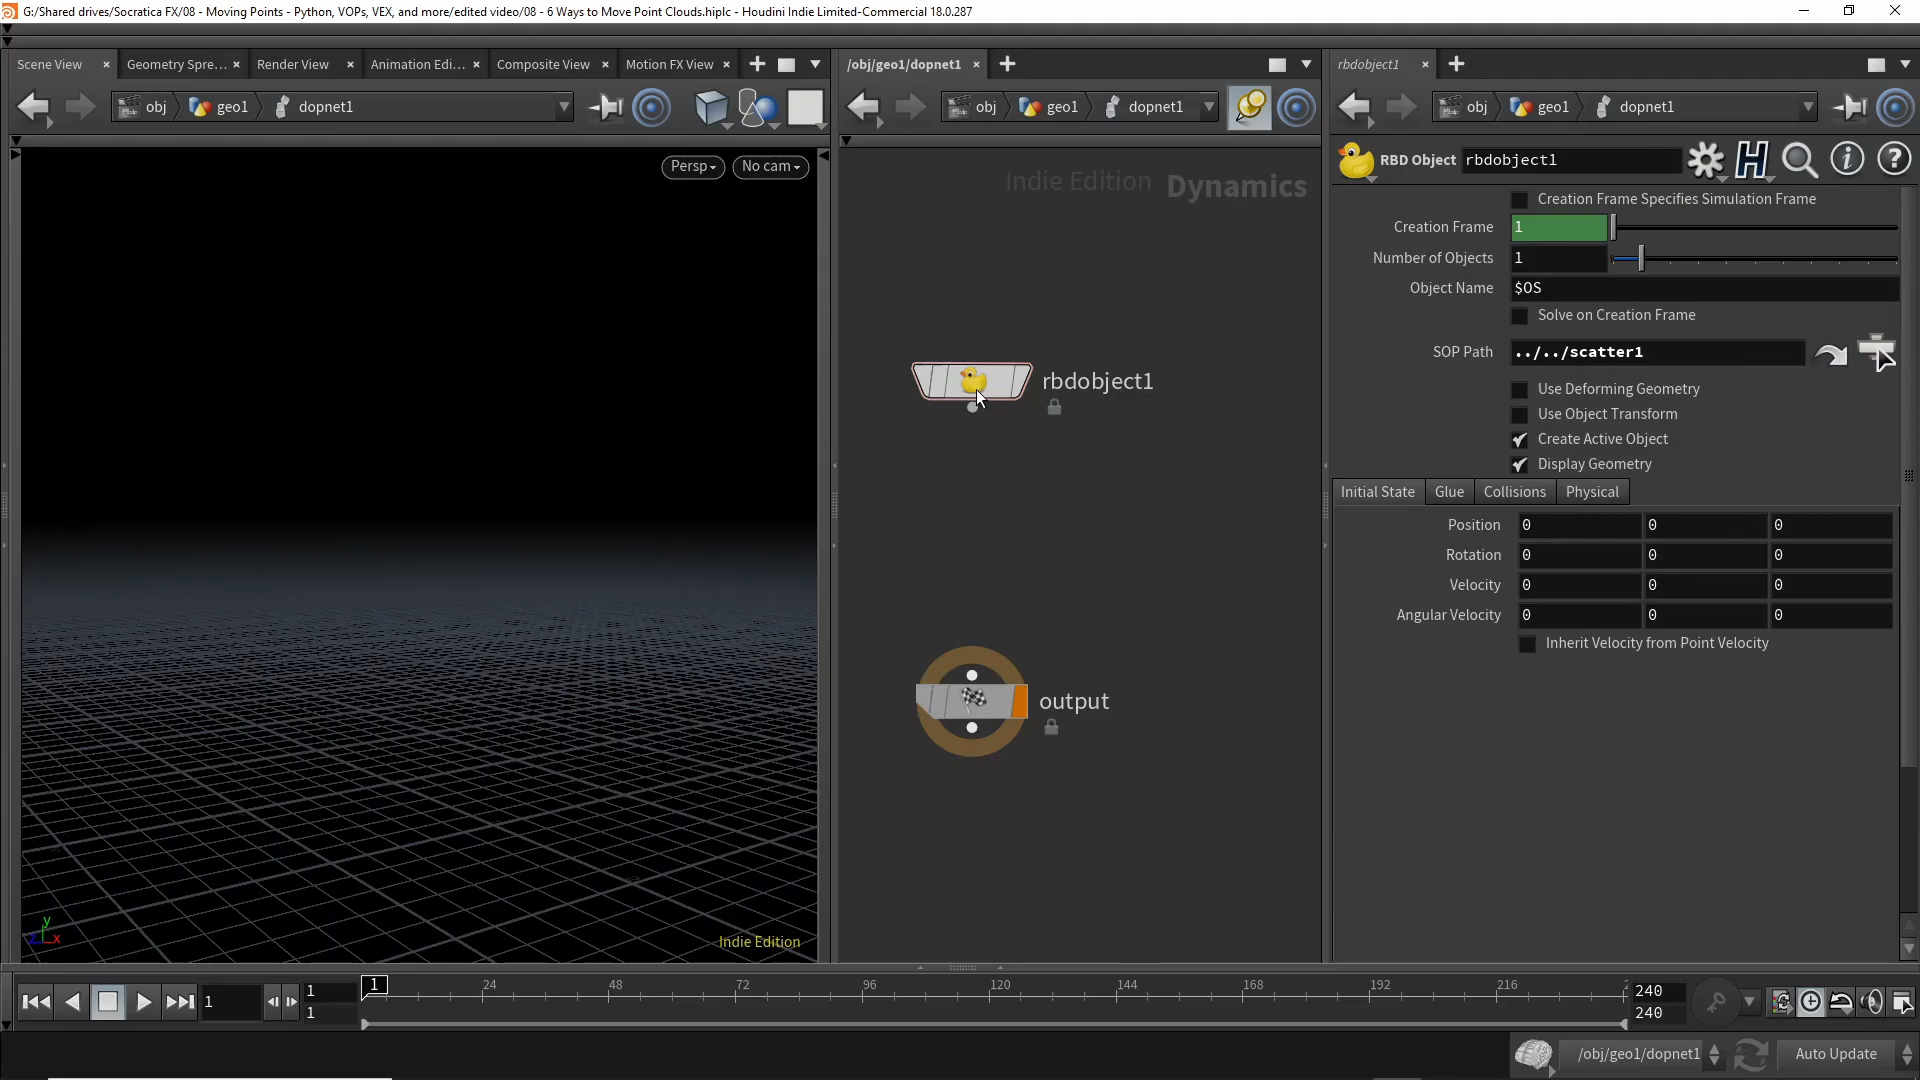 G:/Shared drives/Socratica FX/08 - Moving Points - Python, VOPs, VEX, and more/edited video/08 - 6 Ways to Move Point Clouds.hiplc - Houdini Indie Limited-Commercial 18.0.287
Scene View
Geometry Spre...
Render View
Animation Edi...
Composite View
Motion FX View
/obj/geo1/dopnet1
rbdobject1
obj
geo1
dopnet1
obj
geo1
dopnet1
obj
geo1
dopnet1
Persp
No cam
Indie Edition
Dynamics
RBD Object
rbdobject1
Creation Frame Specifies Simulation Frame
Creation Frame
1
Number of Objects
1
Object Name
$OS
Solve on Creation Frame
SOP Path
../../scatter1
Use Deforming Geometry
Use Object Transform
Create Active Object
Display Geometry
Initial State
Glue
Collisions
Physical
Position
0
0
0
Rotation
0
0
0
Velocity
0
0
0
Angular Velocity
0
0
0
Inherit Velocity from Point Velocity
rbdobject1
output
y
z
x
Indie Edition
1
1
1
1
24
48
72
96
120
144
168
192
216
240
240
/obj/geo1/dopnet1
Auto Update